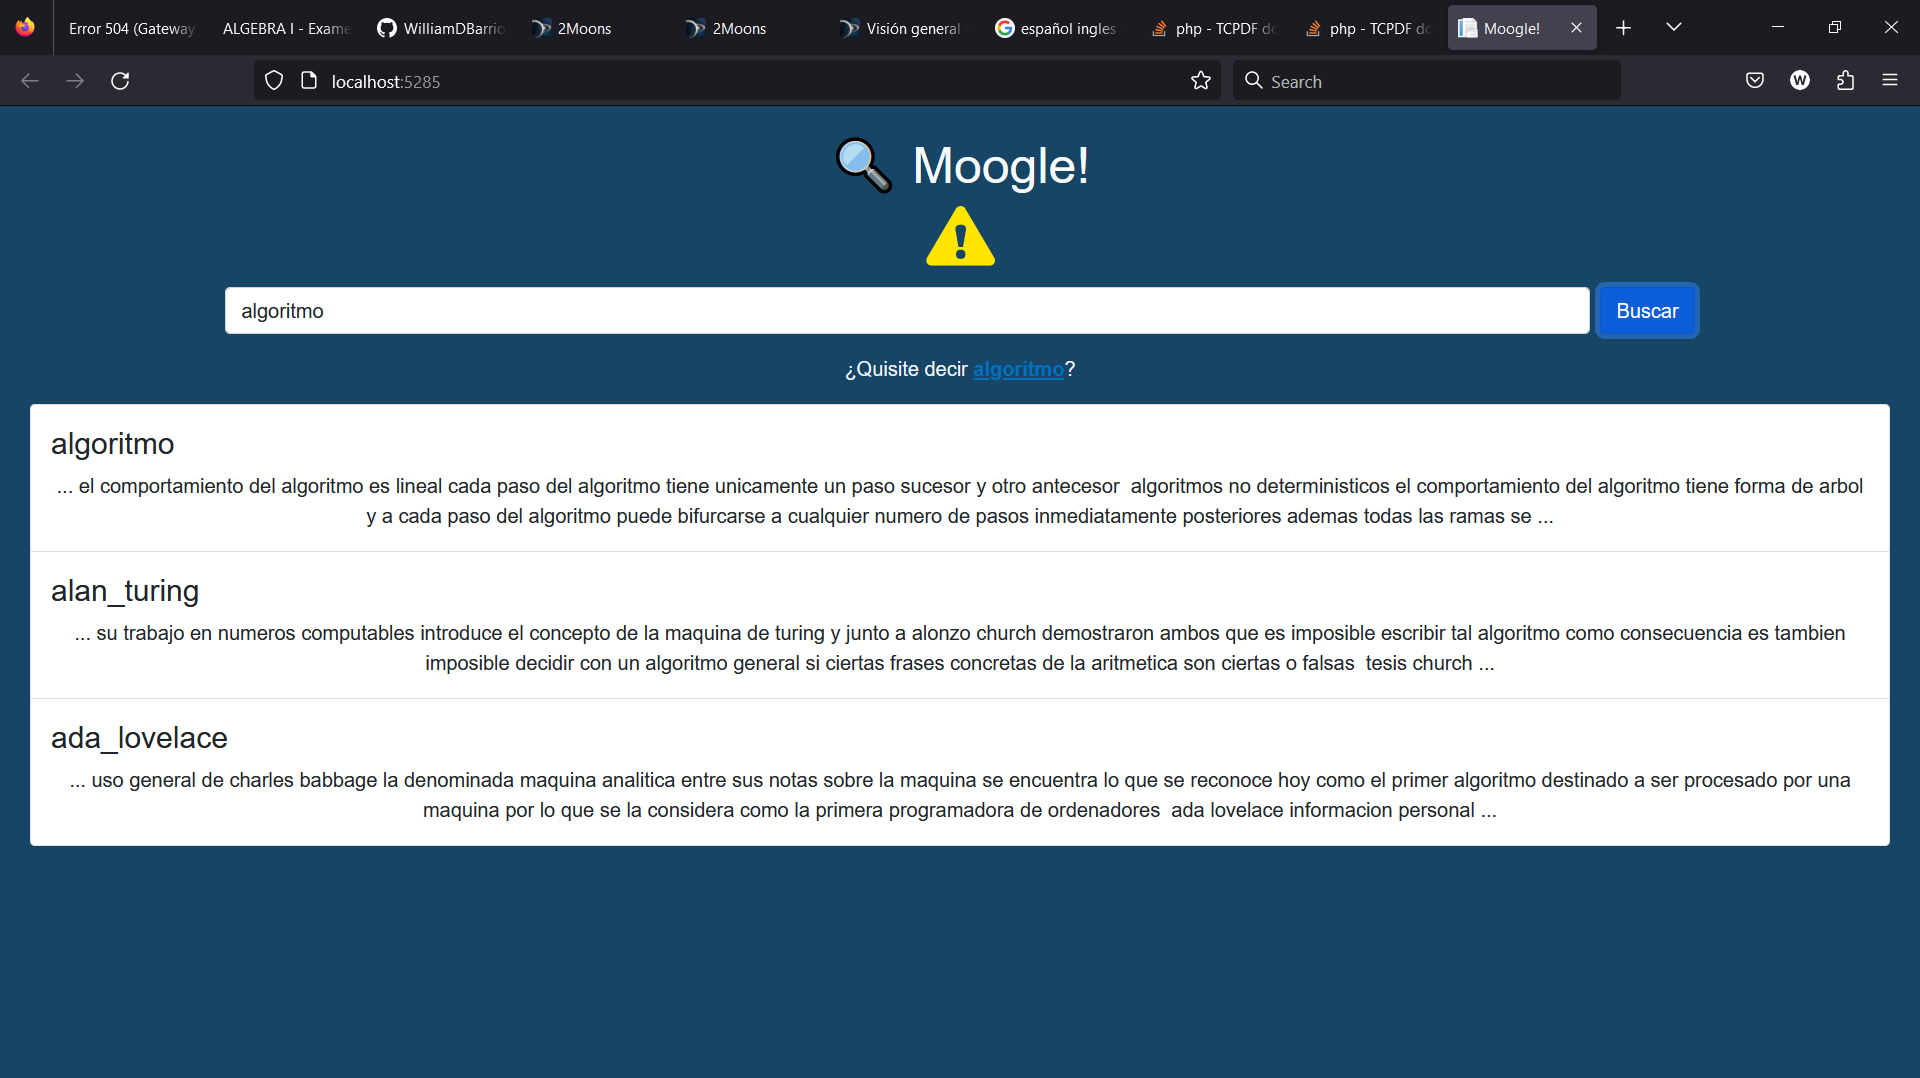 Error 504 (Gateway
ALGEBRA I - Exame
WilliamDBarrio
2Moons
2Moons
Visión general
español ingles
php - TCPDF do
php - TCPDF do
Moogle!
localhost:5285
Search
W
Moogle!
algoritmo
Buscar
¿Quisite decir algoritmo?
algoritmo
... el comportamiento del algoritmo es lineal cada paso del algoritmo tiene unicamente un paso sucesor y otro antecesor algoritmos no deterministicos el comportamiento del algoritmo tiene forma de arbol
y a cada paso del algoritmo puede bifurcarse a cualquier numero de pasos inmediatamente posteriores ademas todas las ramas se ...
alan_turing
... su trabajo en numeros computables introduce el concepto de la maquina de turing y junto a alonzo church demostraron ambos que es imposible escribir tal algoritmo como consecuencia es tambien
imposible decidir con un algoritmo general si ciertas frases concretas de la aritmetica son ciertas o falsas tesis church ...
ada_lovelace
... uso general de charles babbage la denominada maquina analitica entre sus notas sobre la maquina se encuentra lo que se reconoce hoy como el primer algoritmo destinado a ser procesado por una
maquina por lo que se la considera como la primera programadora de ordenadores ada lovelace informacion personal ...